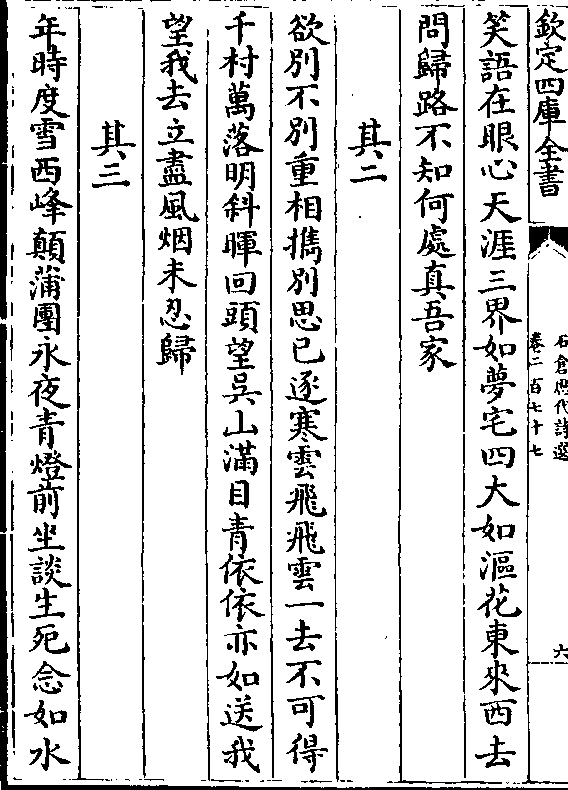 欽定四庫全書
石倉歷代詩選
卷二百七十七
六
笑語在眼心天涯三界如夢宅四大如漚花東來西去
問歸路不知何處真吾家
其二
欲別不別重相攜別思已逐寒雲飛飛雲一去不可得
千村萬落明斜暉回頭望吳山滿目青依依亦如送我
望我去立盡風烟未忍歸
其三
年時度雪西峰顛蒲團永夜青燈前坐談生死念如水